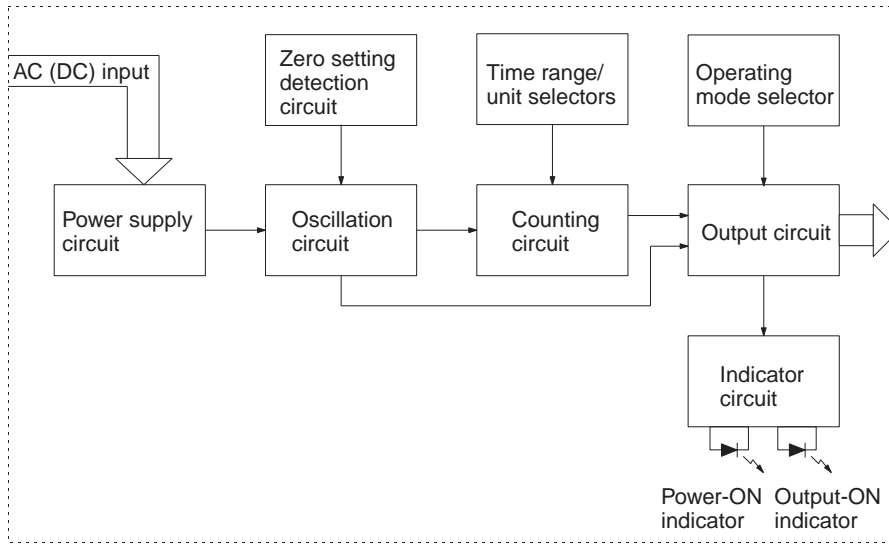 AC (DC) input
Zero setting
detection
circuit
Time range/
unit selectors
Operating
mode selector
Power supply
circuit
Oscillation
circuit
Counting
circuit
Output circuit
Indicator
circuit
Power-ON
indicator
Output-ON
indicator